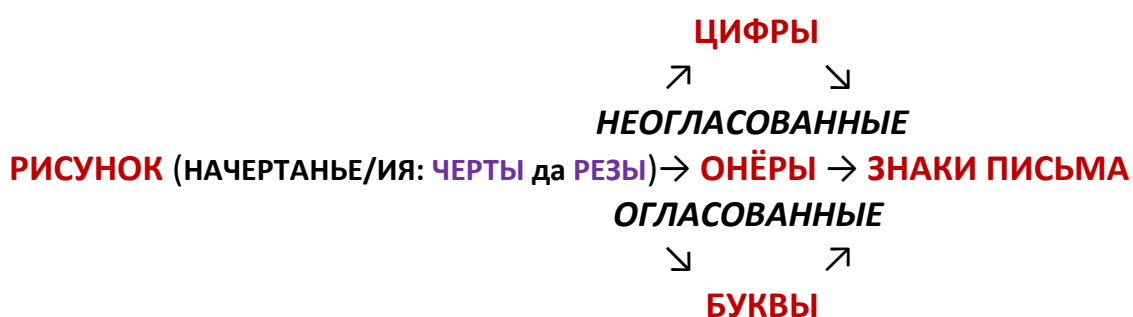 ЦИФРЫ
↗ ↘
НЕОГЛАСОВАННЫЕ
РИСУНОК (НАЧЕРТАНЬЕ/ИЯ: ЧЕРТЫ да РЕЗЫ)→ ОНЁРЫ → ЗНАКИ ПИСЬМА
ОГЛАСОВАННЫЕ
↘ ↗
БУКВЫ